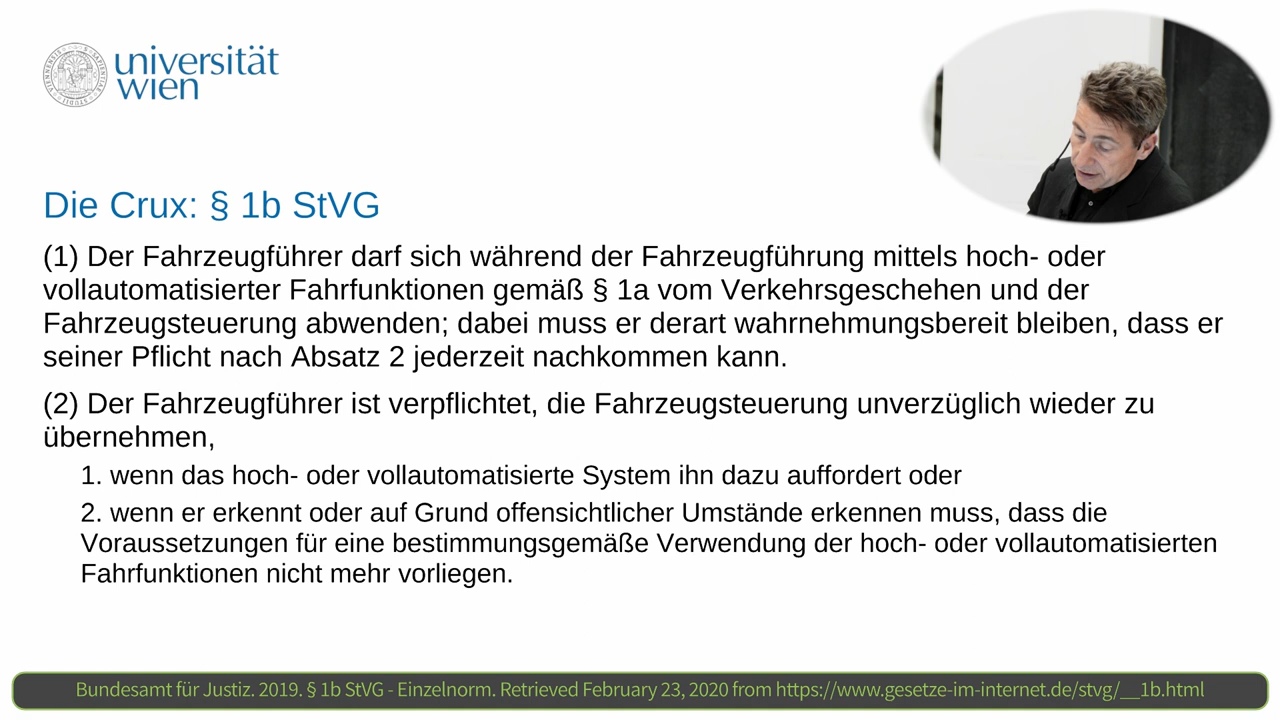 universität
wien
Die Crux: § 1b StVG
(1) Der Fahrzeugführer darf sich während der Fahrzeugführung mittels hoch- oder
vollautomatisierter Fahrfunktionen gemäß § 1a vom Verkehrsgeschehen und der
Fahrzeugsteuerung abwenden; dabei muss er derart wahrnehmungsbereit bleiben, dass er
seiner Pflicht nach Absatz 2 jederzeit nachkommen kann.
(2) Der Fahrzeugführer ist verpflichtet, die Fahrzeugsteuerung unverzüglich wieder zu
übernehmen,
1. wenn das hoch- oder vollautomatisierte System ihn dazu auffordert oder
2. wenn er erkennt oder auf Grund offensichtlicher Umstände erkennen muss, dass die
Voraussetzungen für eine bestimmungsgemäße Verwendung der hoch- oder vollautomatisierten
Fahrfunktionen nicht mehr vorliegen.
Bundesamt für Justiz. 2019. § 1b StVG - Einzelnorm. Retrieved February 23, 2020 from https://www.gesetze-im-internet.de/stvg/__1b.html